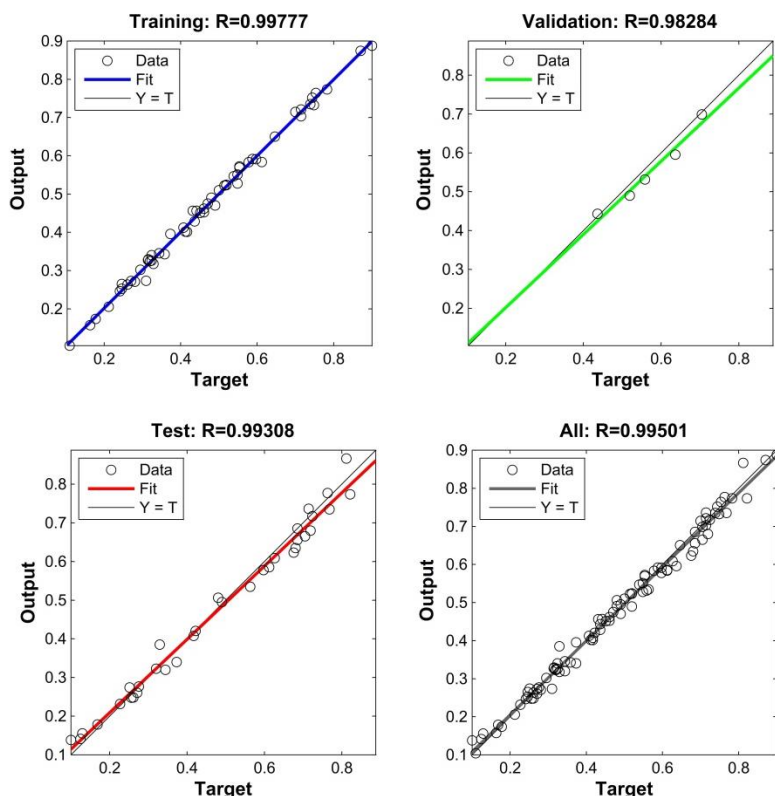 Training: R=0.99777
Data
Fit
Y = T
0.9
0.8
0.7
0.6
0.5
0.4
0.3
0.2
Output
0.2
0.4
0.6
0.8
Target
Validation: R=0.98284
Data
Fit
Y = T
0.8
0.7
0.6
0.5
0.4
0.3
0.2
Output
0.2
0.4
0.6
0.8
Target
Test: R=0.99308
Data
Fit
Y = T
0.8
0.7
0.6
0.5
0.4
0.3
0.2
0.1
Output
0.2
0.4
0.6
0.8
Target
All: R=0.99501
Data
Fit
Y = T
0.9
0.8
0.7
0.6
0.5
0.4
0.3
0.2
0.1
Output
0.2
0.4
0.6
0.8
Target